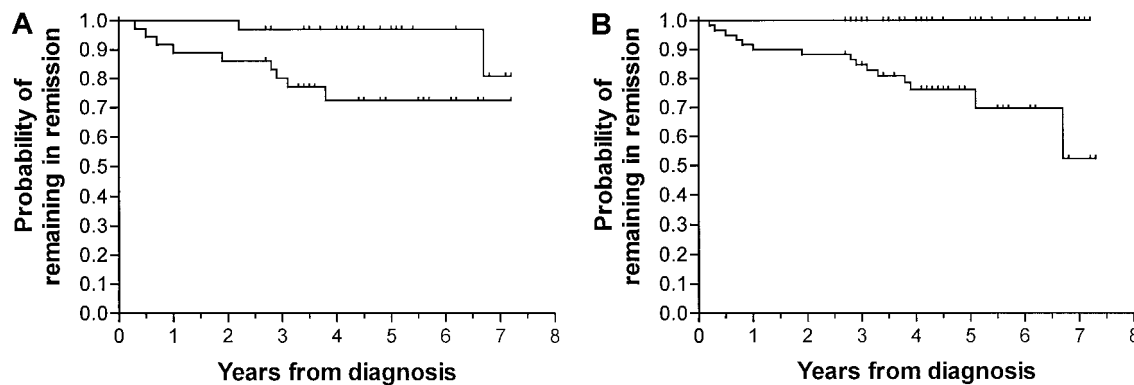 A
Probability of
remaining in remission
1.0
0.9
0.8
0.7
0.6
0.5
0.4
0.3
0.2
0.1
0.0
0 1 2 3 4 5 6 7 8
Years from diagnosis
B
Probability of
remaining in remission
1.0
0.9
0.8
0.7
0.6
0.5
0.4
0.3
0.2
0.1
0.0
0 1 2 3 4 5 6 7 8
Years from diagnosis